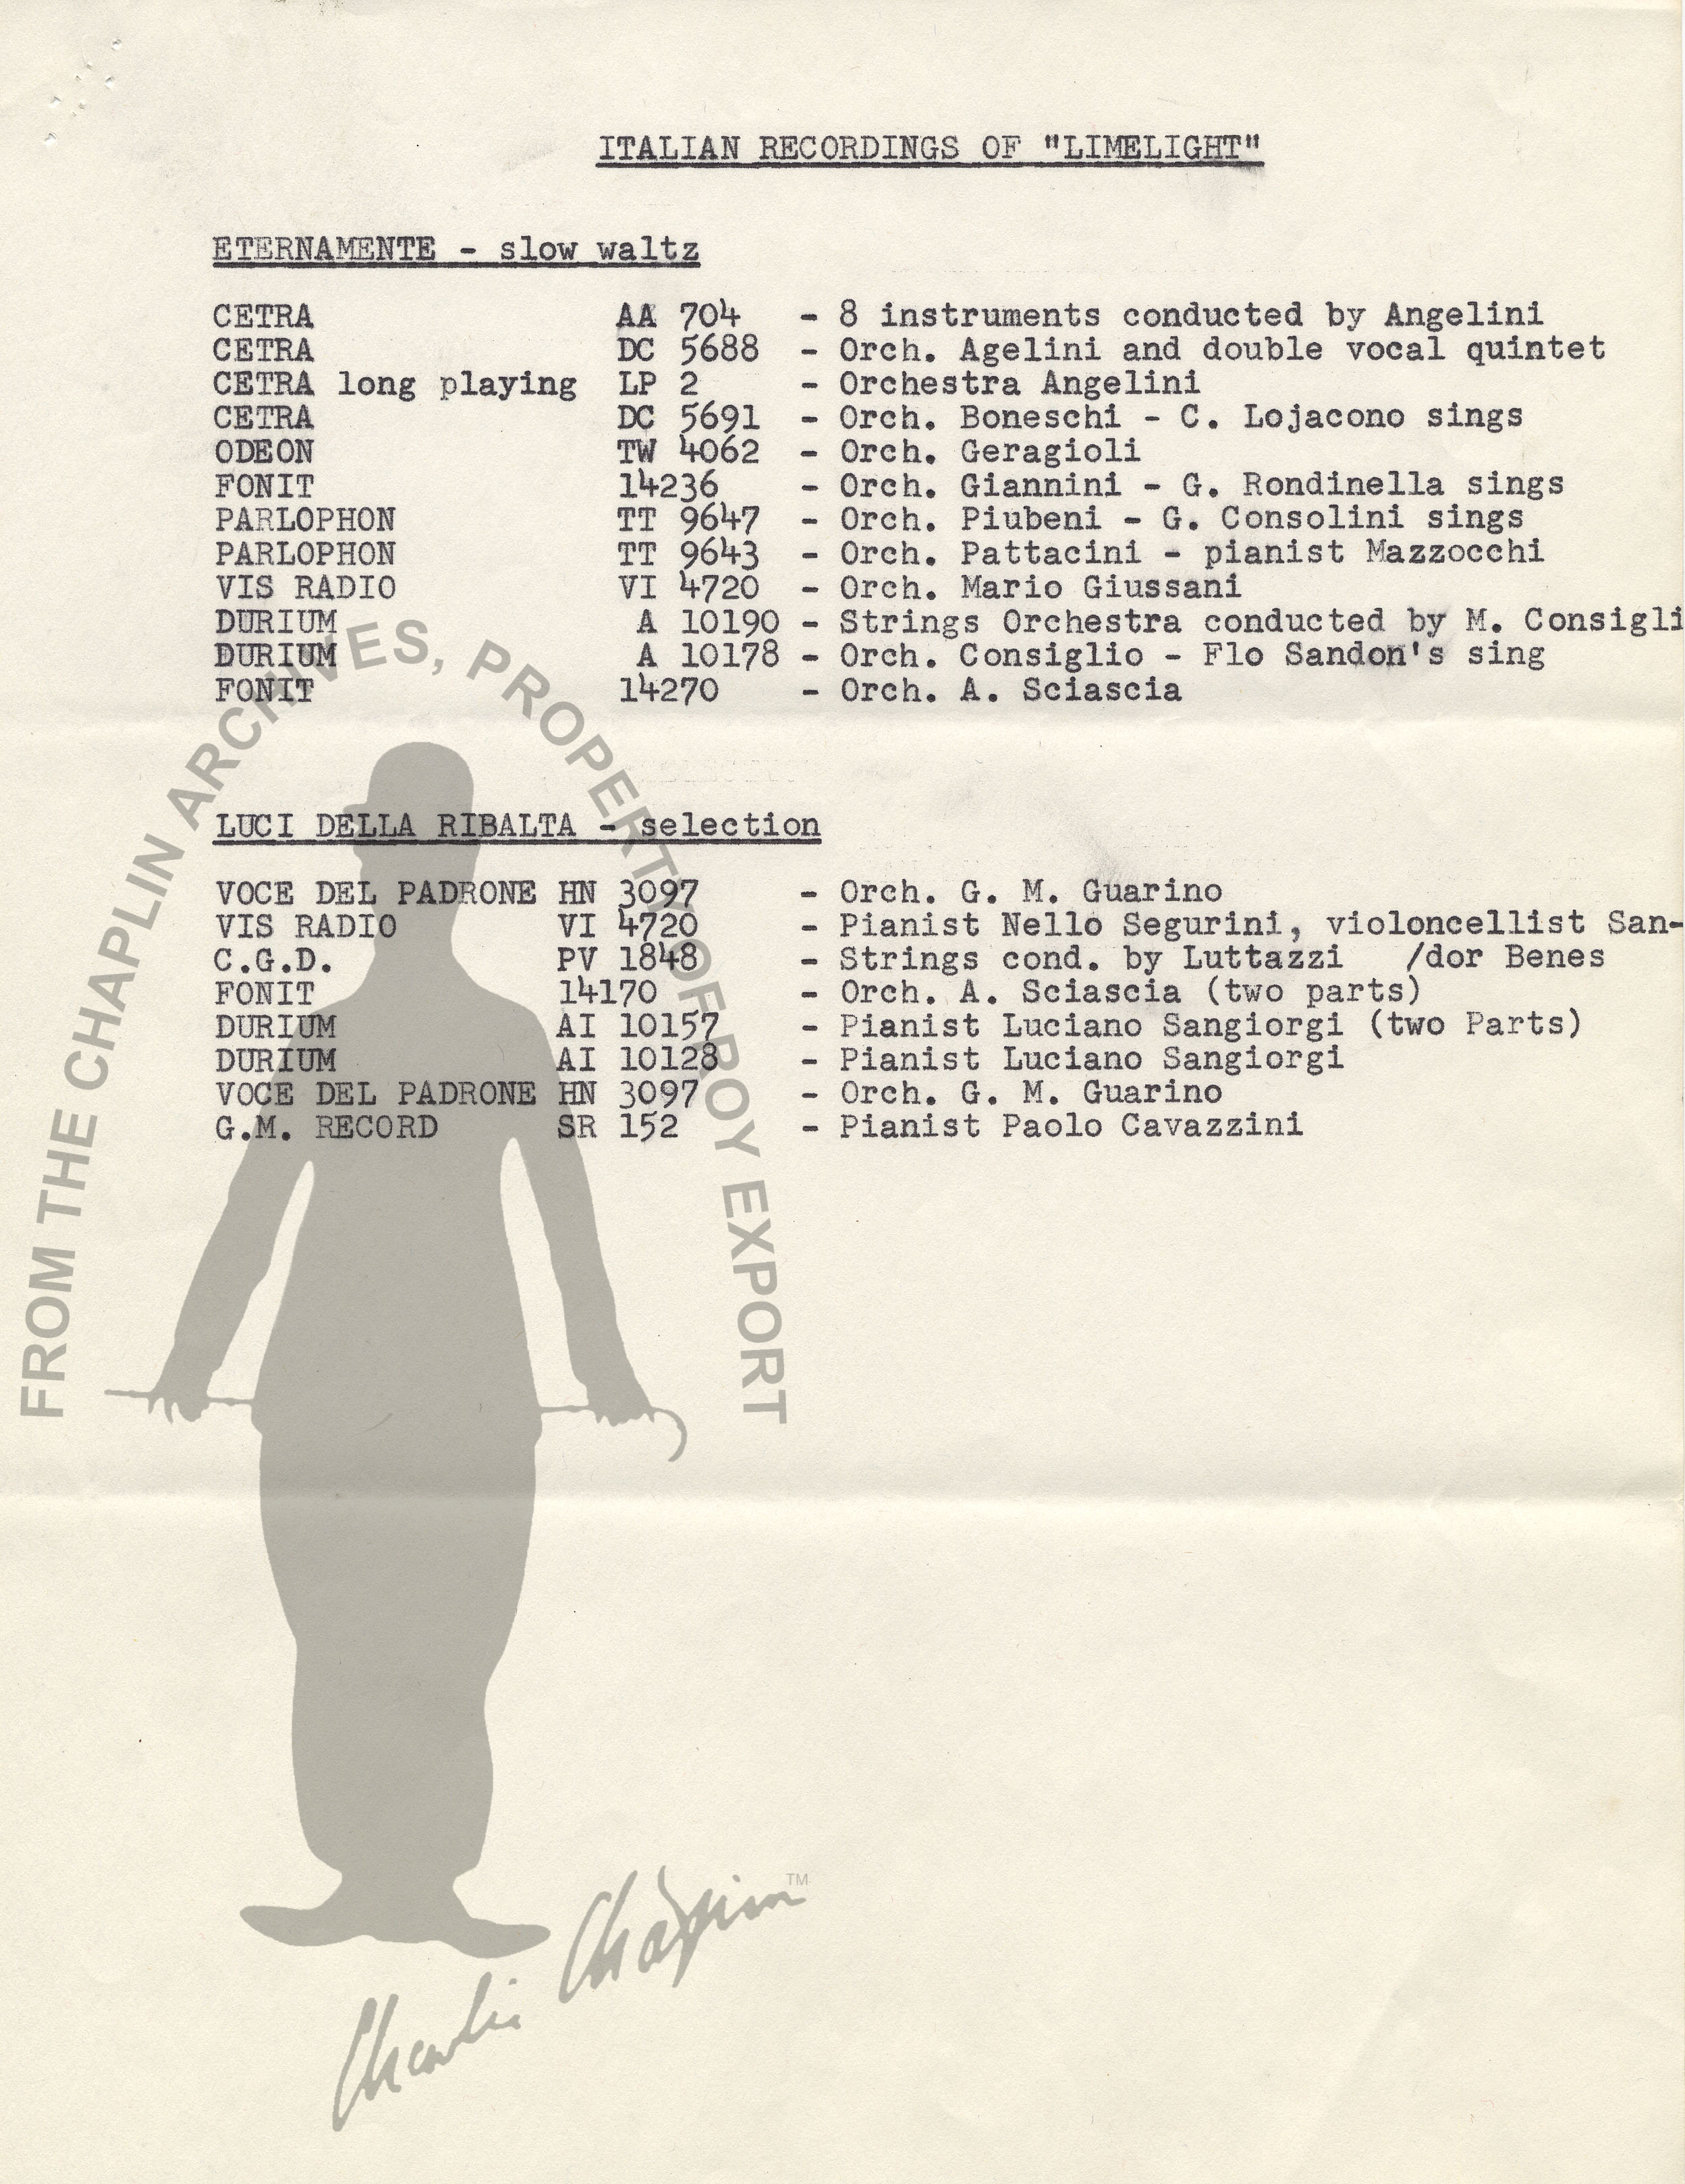 ITALIAN RECORDINGS OF "LIMELIGHT"
ETERNAMENTE - slow waltz
CETRA AA 704 - 8 instruments conducted by Angelini
CETRA DC 5688 - Orch. Agelini and double vocal quintet
CETRA long playing LP 2 - Orchestra Angelini
CETRA DC 5691 - Orch. Boneschi - C. Lojacono sings
ODEON TW 4062 - Orch. Geragioli
FONIT 14236 - Orch. Giannini - G. Rondinella sings
PARLOPHON TT 9647 - Orch. Piubeni - G. Consolini sings
PARLOPHON TT 9643 - Orch. Pattacini - pianist Mazzocchi
VIS RADIO VI 4720 - Orch. Mario Giussani
DURIUM A 10190 - Strings Orchestra conducted by M. Consigli
DURIUM A 10178 - Orch. Consiglio - Flo Sandon's sing
FONIT 14270 - Orch. A. Sciascia
LUCI DELLA RIBALTA - selection
VOCE DEL PADRONE HN 3097 - Orch. G. M. Guarino
VIS RADIO VI 4720 - Pianist Nello Segurini, violoncellist San-
C.G.D. PV 1848 - Strings cond. by Luttazzi /dor Benes
FONIT 14170 - Orch. A. Sciascia (two parts)
DURIUM AI 10157 - Pianist Luciano Sangiorgi (two Parts)
DURIUM AI 10128 - Pianist Luciano Sangiorgi
VOCE DEL PADRONE HN 3097 - Orch. G. M. Guarino
G.M. RECORD SR 152 - Pianist Paolo Cavazzini
FROM THE CHAPLIN ARCHIVES, PROPERTY OF ROY EXPORT
Charlie Chaplin TM